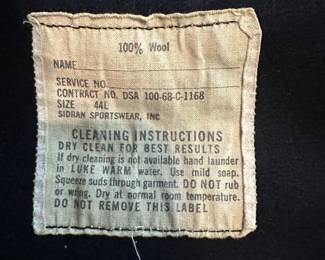 100% Wool
NAME
SERVICE NO.
CONTRACT NO. DSA 100-68-C-1168
SIZE 44L
SIDRAN SPORTSWEAR, INC
CLEANING INSTRUCTIONS
DRY CLEAN FOR BEST RESULTS
If dry cleaning is not available hand launder
in LUKE WARM water. Use mild soap.
Squeeze suds through garment. DO NOT rub
or wring. Dry at normal room temperature.
DO NOT REMOVE THIS LABEL